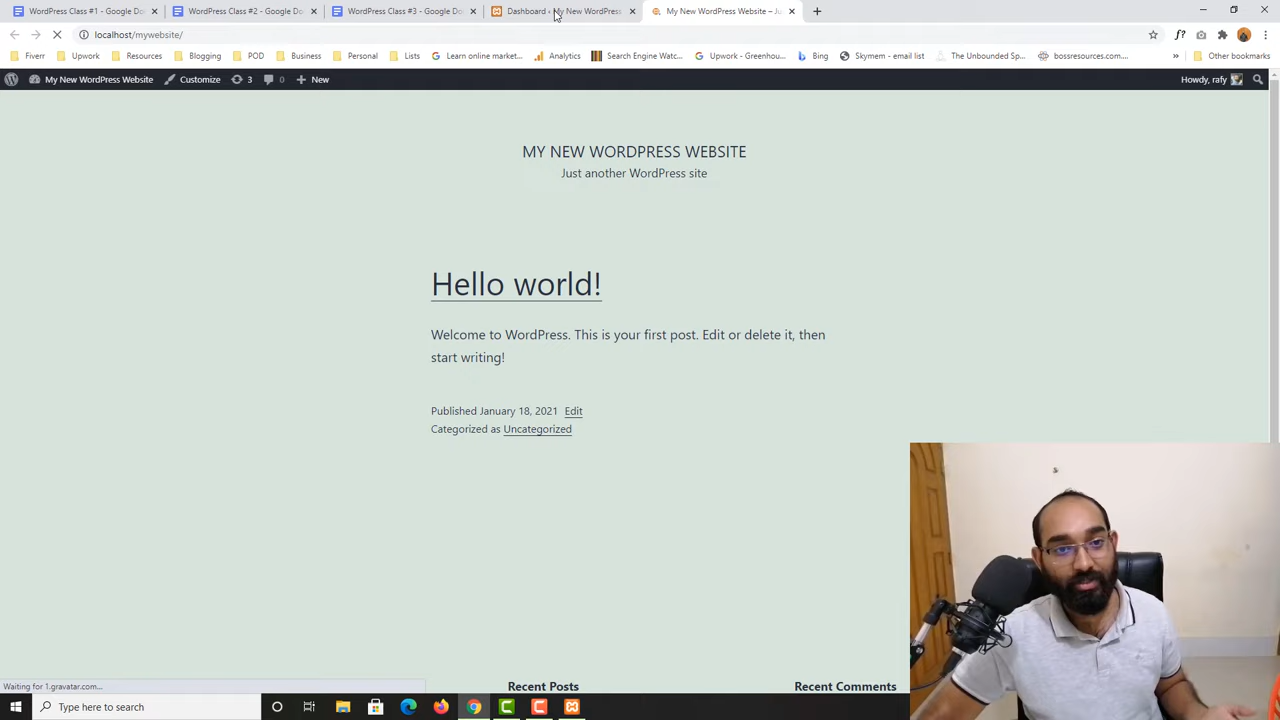 WordPress Class #1 - Google Do
WordPress Class #2 - Google Do
WordPress Class #3 - Google Do
Dashboard ‹ My New WordPress
My New WordPress Website – Ju
localhost/mywebsite/
Fiverr
Upwork
Resources
Blogging
POD
Business
Personal
Lists
Learn online market...
Analytics
Search Engine Watc...
Upwork - Greenhou...
Bing
Skymem - email list
The Unbounded Sp...
bossresources.com...
»
Other bookmarks
My New WordPress Website
Customize
3
0
New
Howdy, rafy
MY NEW WORDPRESS WEBSITE
Just another WordPress site
Hello world!
Welcome to WordPress. This is your first post. Edit or delete it, then
start writing!
Published January 18, 2021 Edit
Categorized as Uncategorized
Recent Posts
Recent Comments
Waiting for 1.gravatar.com...
Type here to search